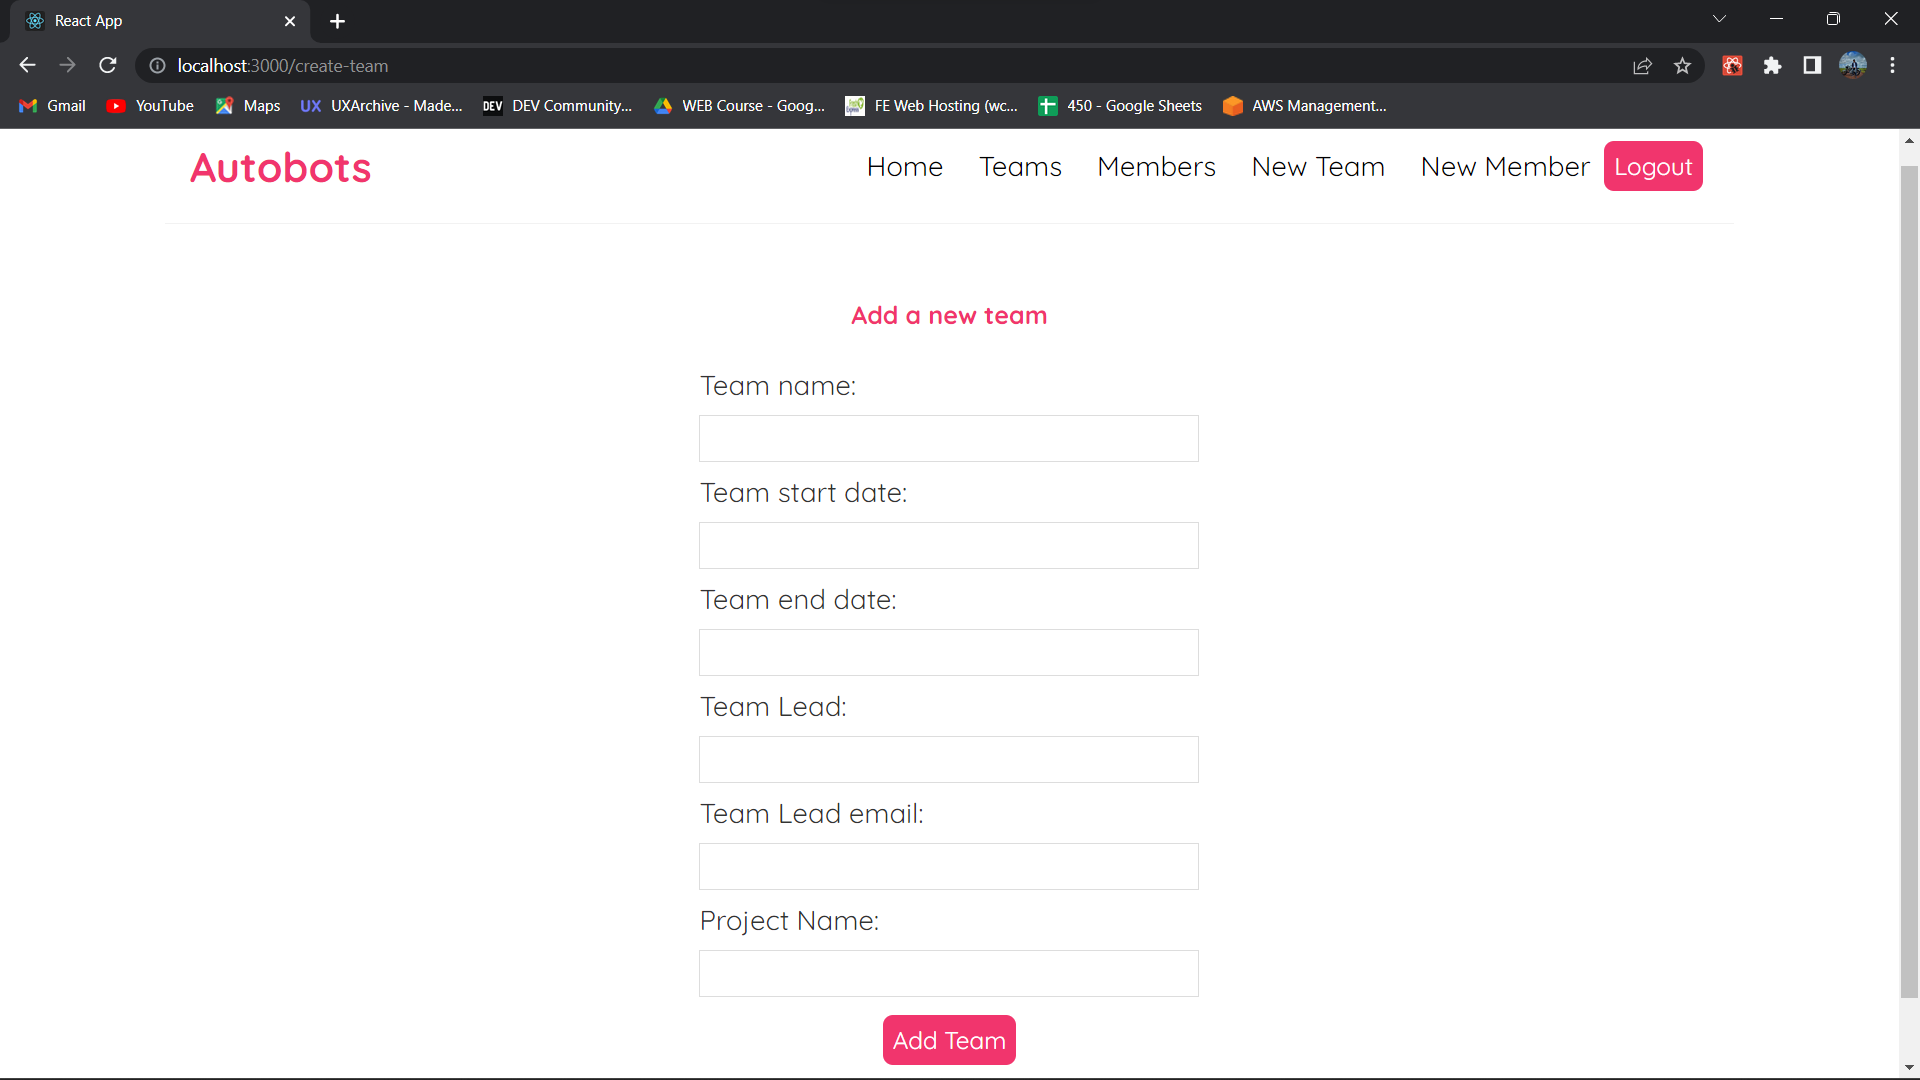 React App
localhost:3000/create-team
Gmail YouTube Maps UX UXArchive - Made... DEV DEV Community... WEB Course - Goog... FE Web Hosting (wc... 450 - Google Sheets AWS Management...
Autobots Home Teams Members New Team New Member Logout
Add a new team
Team name:
Team start date:
Team end date:
Team Lead:
Team Lead email:
Project Name:
Add Team